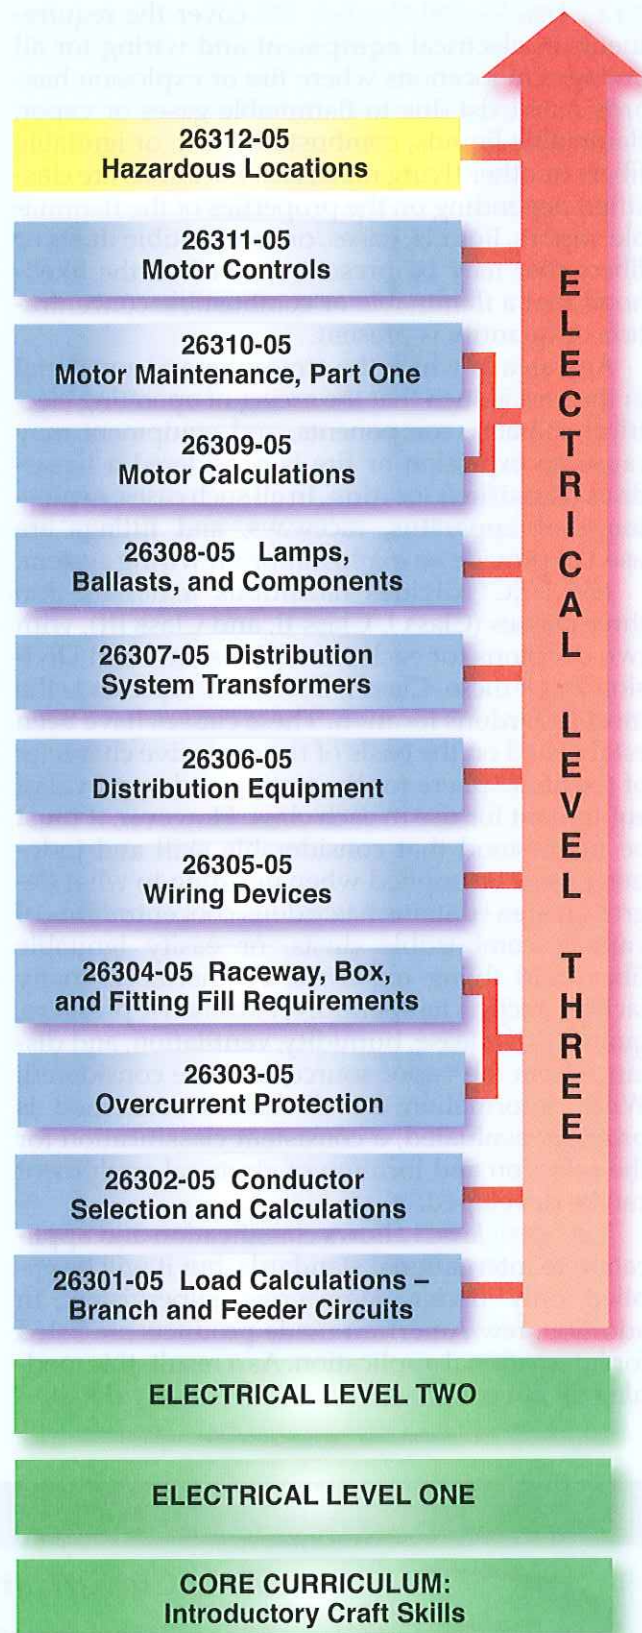 26312-05
Hazardous Locations
26311-05
Motor Controls
26310-05
Motor Maintenance, Part One
26309-05
Motor Calculations
26308-05 Lamps,
Ballasts, and Components
26307-05 Distribution
System Transformers
26306-05
Distribution Equipment
26305-05
Wiring Devices
26304-05 Raceway, Box,
and Fitting Fill Requirements
26303-05
Overcurrent Protection
26302-05 Conductor
Selection and Calculations
26301-05 Load Calculations –
Branch and Feeder Circuits
ELECTRICAL LEVEL THREE
ELECTRICAL LEVEL TWO
ELECTRICAL LEVEL ONE
CORE CURRICULUM:
Introductory Craft Skills